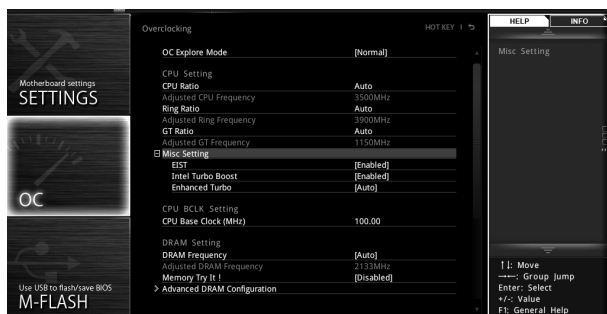 Motherboard settings
SETTINGS
OC
Use USB to flash/save BIOS
M-FLASH
Overclocking
HOT KEY |
OC Explore Mode [Normal]
CPU Setting
CPU Ratio Auto
Adjusted CPU Frequency 3500MHz
Ring Ratio Auto
Adjusted Ring Frequency 3900MHz
GT Ratio Auto
Adjusted GT Frequency 1150MHz
Misc Setting
EIST [Enabled]
Intel Turbo Boost [Enabled]
Enhanced Turbo [Auto]
CPU BCLK Setting
CPU Base Clock (MHz) 100.00
DRAM Setting
DRAM Frequency [Auto]
Adjusted DRAM Frequency 2133MHz
Memory Try It ! [Disabled]
> Advanced DRAM Configuration
HELP INFO
Misc Setting
↑↓: Move
→←: Group Jump
Enter: Select
+/-: Value
F1: General Help